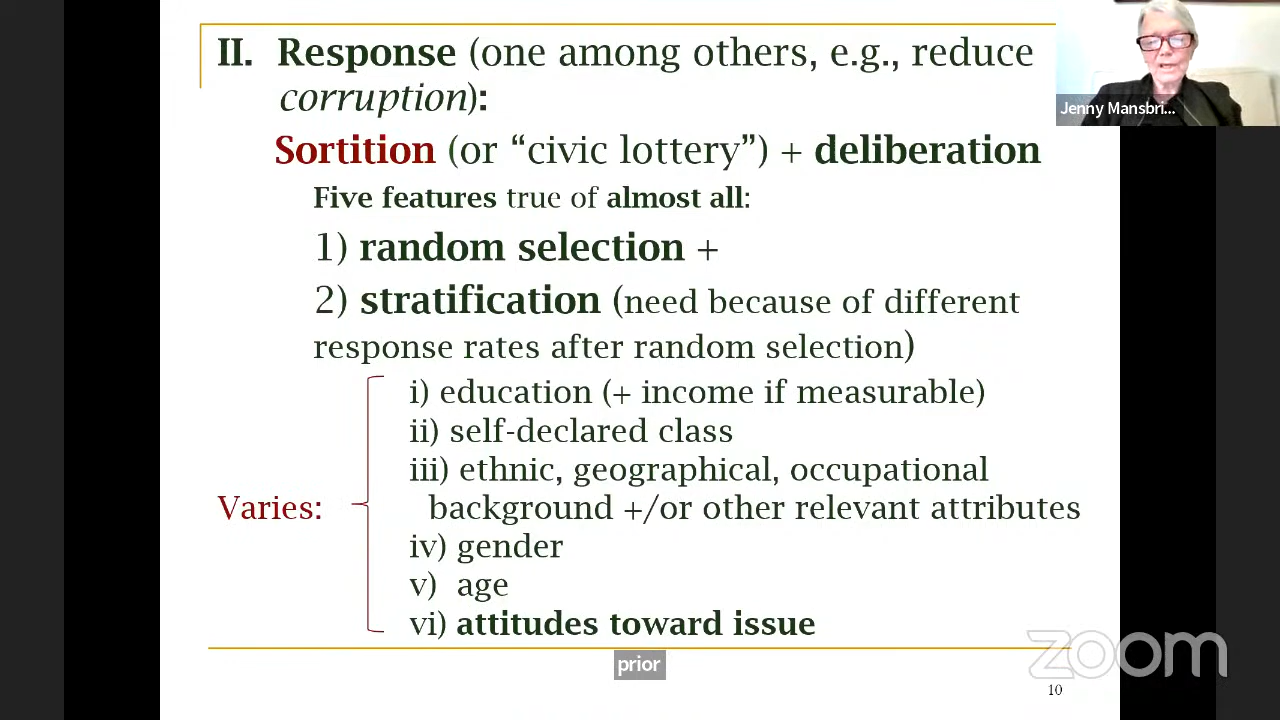 II. Response (one among others, e.g., reduce
corruption):
Sortition (or “civic lottery”) + deliberation
Five features true of almost all:
1) random selection +
2) stratification (need because of different
response rates after random selection)
i) education (+ income if measurable)
ii) self-declared class
iii) ethnic, geographical, occupational
Varies: background +/or other relevant attributes
iv) gender
v) age
vi) attitudes toward issue
prior
10
Jenny Mansbri...
zoom